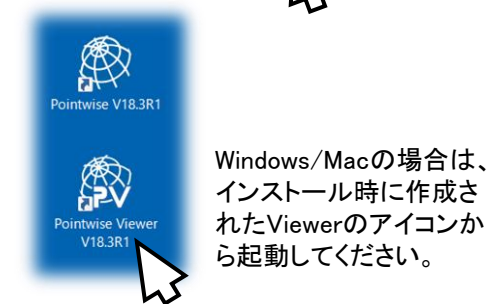 Pointwise V18.3R1
PV
Pointwise Viewer
V18.3R1
Windows/Macの場合は、
インストール時に作成さ
れたViewerのアイコンか
ら起動してください。